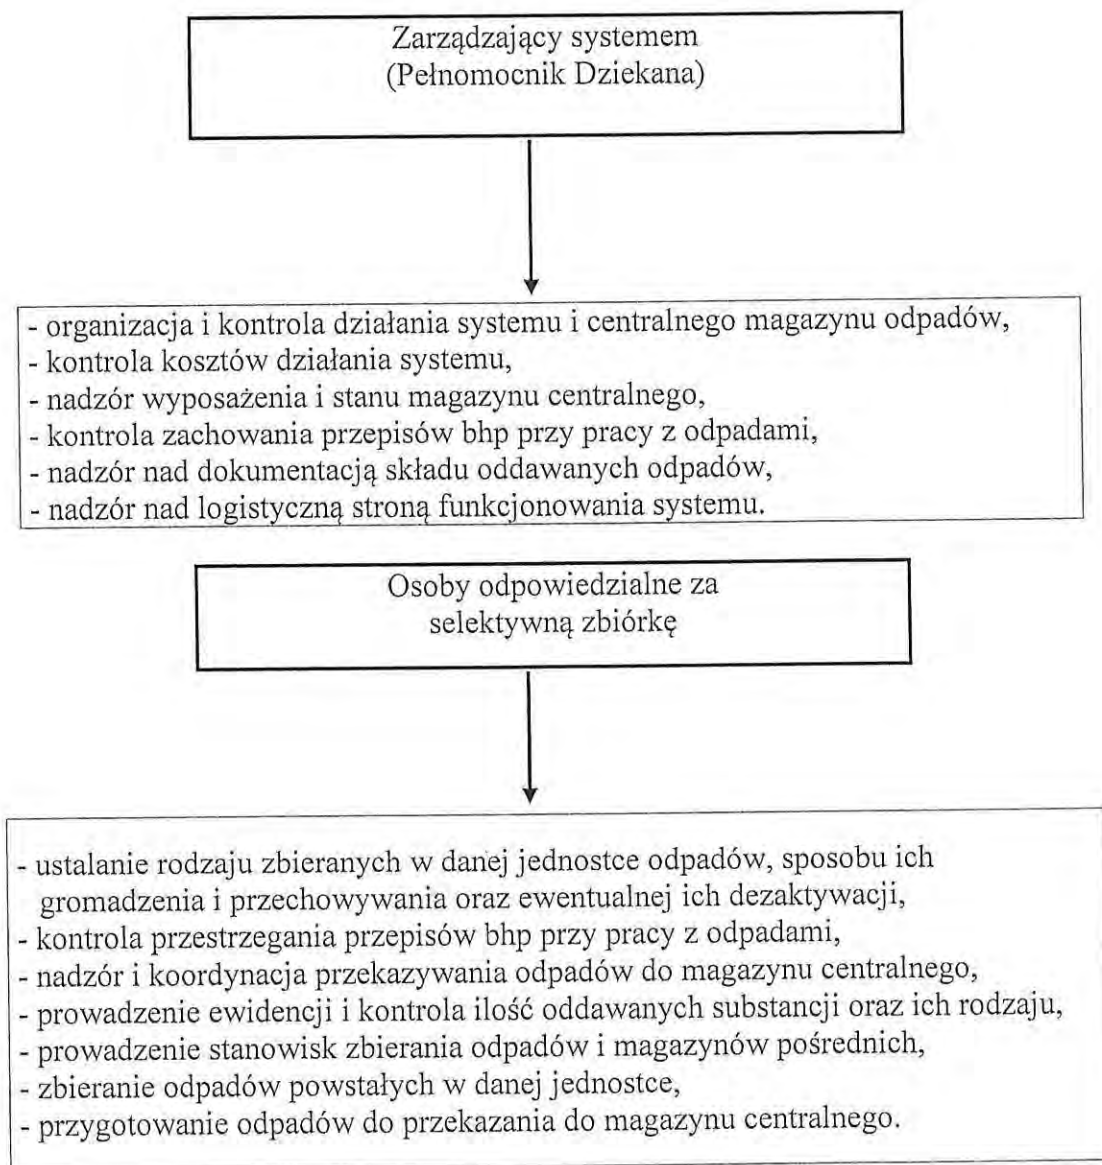 Zarządzający systemem
(Pełnomocnik Dziekana)
- organizacja i kontrola działania systemu i centralnego magazynu odpadów,
- kontrola kosztów działania systemu,
- nadzór wyposażenia i stanu magazynu centralnego,
- kontrola zachowania przepisów bhp przy pracy z odpadami,
- nadzór nad dokumentacją składu oddawanych odpadów,
- nadzór nad logistyczną stroną funkcjonowania systemu.
Osoby odpowiedzialne za
selektywną zbiórkę
- ustalanie rodzaju zbieranych w danej jednostce odpadów, sposobu ich
gromadzenia i przechowywania oraz ewentualnej ich dezaktywacji,
- kontrola przestrzegania przepisów bhp przy pracy z odpadami,
- nadzór i koordynacja przekazywania odpadów do magazynu centralnego,
- prowadzenie ewidencji i kontrola ilość oddawanych substancji oraz ich rodzaju,
- prowadzenie stanowisk zbierania odpadów i magazynów pośrednich,
- zbieranie odpadów powstałych w danej jednostce,
- przygotowanie odpadów do przekazania do magazynu centralnego.